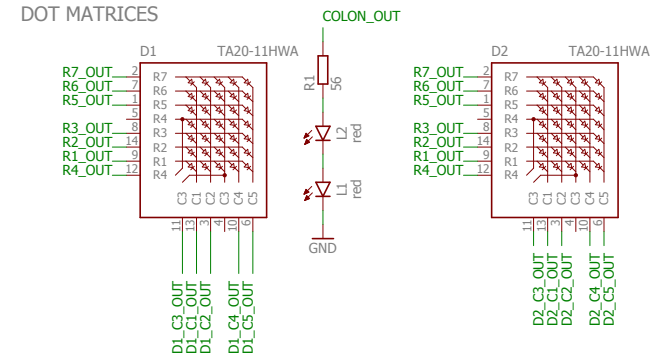 DOT MATRICES
COLON_OUT
D1
TA20-11HWA
R7_OUT 2 R7
R6_OUT 7 R6
R5_OUT 1 R5
5 R4
R3_OUT 8 R3
R2_OUT 14 R2
R1_OUT 9 R1
R4_OUT 12 R4
C3 C1 C2 C3 C4 C5
11 13 3 4 10 6
D1_C3_OUT
D1_C1_OUT
D1_C2_OUT
D1_C4_OUT
D1_C5_OUT
R1
56
L2
red
L1
red
GND
D2
TA20-11HWA
R7_OUT 2 R7
R6_OUT 7 R6
R5_OUT 1 R5
5 R4
R3_OUT 8 R3
R2_OUT 14 R2
R1_OUT 9 R1
R4_OUT 12 R4
C3 C1 C2 C3 C4 C5
11 13 3 4 10 6
D2_C3_OUT
D2_C1_OUT
D2_C2_OUT
D2_C4_OUT
D2_C5_OUT